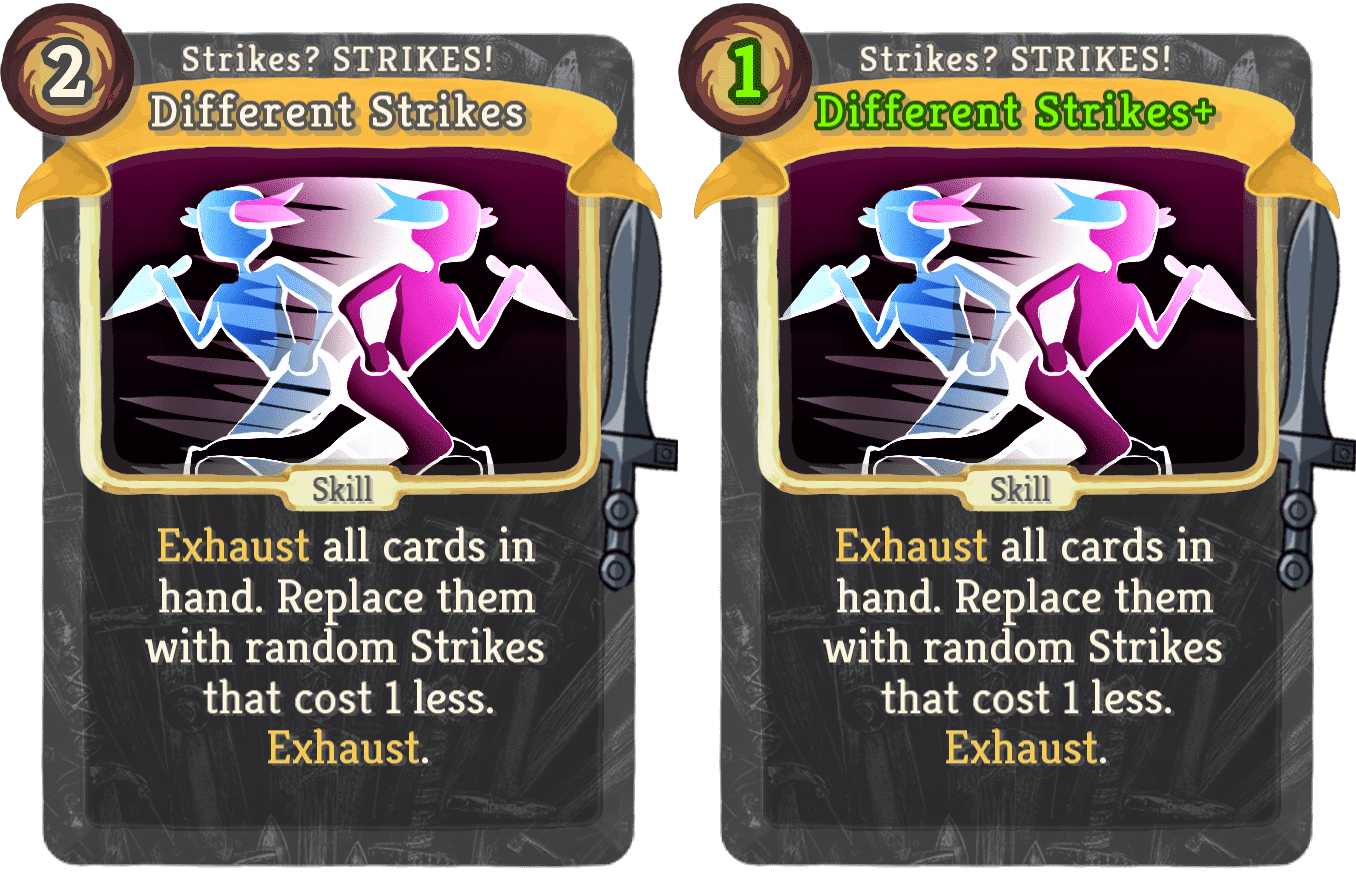 2
Strikes? STRIKES!
Different Strikes
Skill
Exhaust all cards in
hand. Replace them
with random Strikes
that cost 1 less.
Exhaust.
1
Strikes? STRIKES!
Different Strikes+
Skill
Exhaust all cards in
hand. Replace them
with random Strikes
that cost 1 less.
Exhaust.